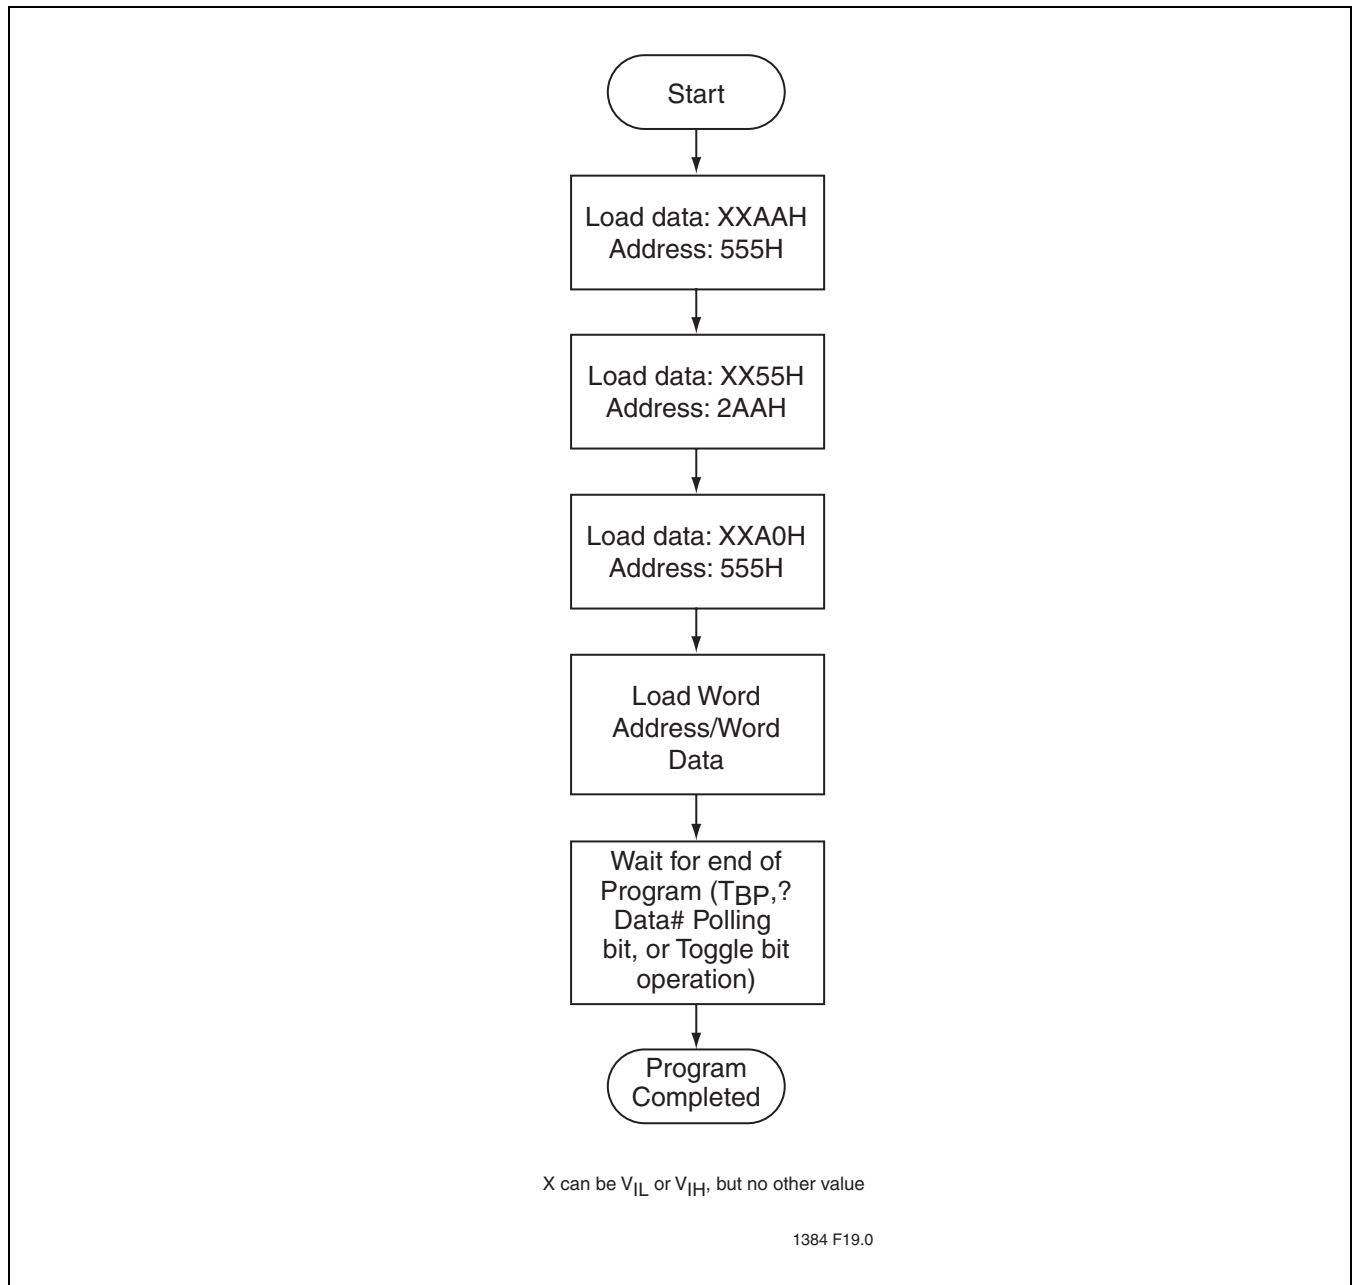 Start
Load data: XXAAH
Address: 555H
Load data: XX55H
Address: 2AAH
Load data: XXA0H
Address: 555H
Load Word
Address/Word
Data
Wait for end of
Program (TBP,?
Data# Polling
bit, or Toggle bit
operation)
Program
Completed
X can be VIL or VIH, but no other value
1384 F19.0